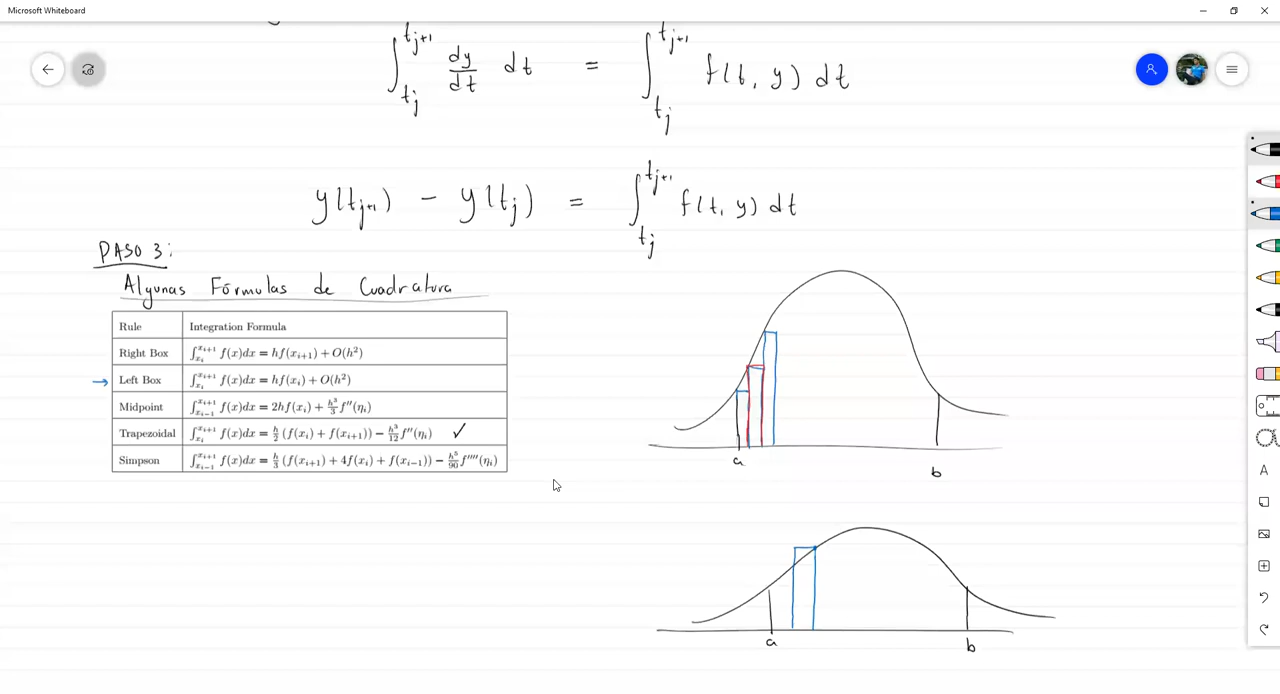 Microsoft Whiteboard
∫_{t_j}^{t_{j+1}} dy/dt dt = ∫_{t_j}^{t_{j+1}} f(t, y) dt
y(t_{j+1}) - y(t_j) = ∫_{t_j}^{t_{j+1}} f(t, y) dt
PASO 3:
Algunas Fórmulas de Cuadratura
Rule Integration Formula
Right Box ∫_{x_i}^{x_{i+1}} f(x)dx = hf(x_{i+1}) + O(h²)
→ Left Box ∫_{x_i}^{x_{i+1}} f(x)dx = hf(x_i) + O(h²)
Midpoint ∫_{x_{i-1}}^{x_{i+1}} f(x)dx = 2hf(x_i) + h³/3 f''(η_i)
Trapezoidal ∫_{x_i}^{x_{i+1}} f(x)dx = h/2 (f(x_i) + f(x_{i+1})) − h³/12 f''(η_i) ✓
Simpson ∫_{x_{i-1}}^{x_{i+1}} f(x)dx = h/3 (f(x_{i+1}) + 4f(x_i) + f(x_{i-1})) − h⁵/90 f''''(η_i)
a b
a b
A